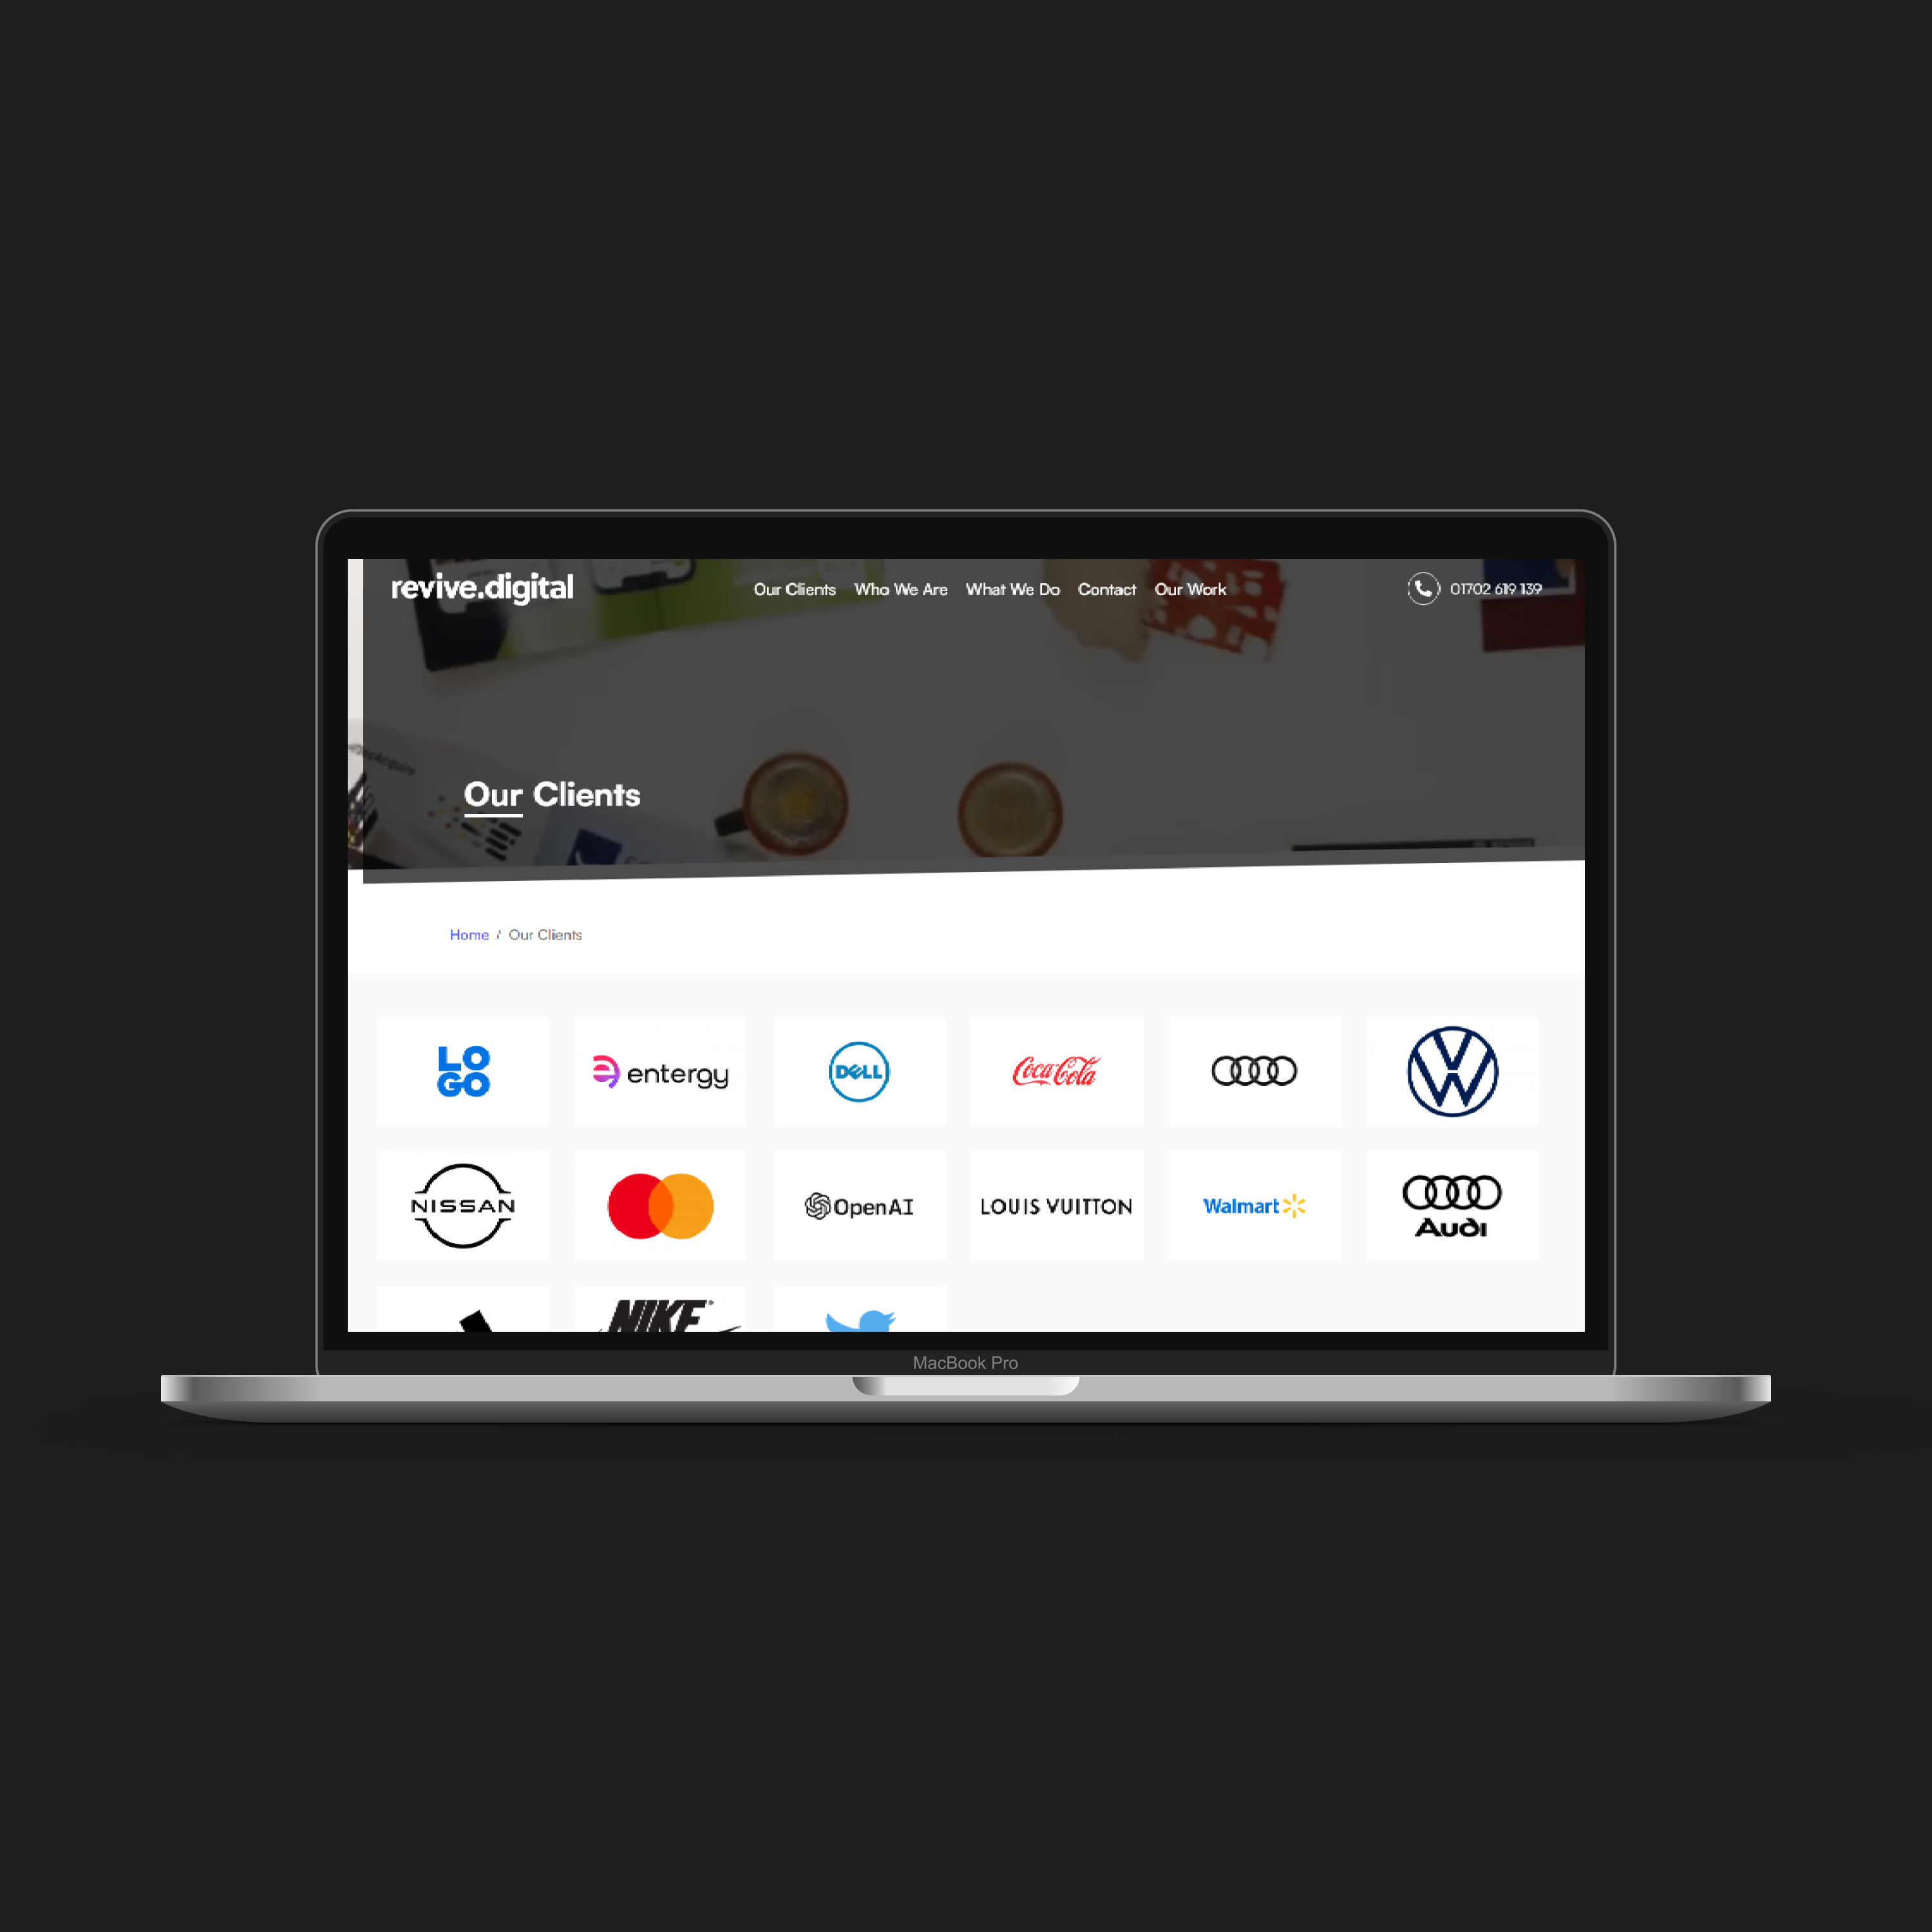 revive.digital
Our Clients Who We Are What We Do Contact Our Work
01702 619 139
Our Clients
Home / Our Clients
LO
GO
entergy
DELL
Coca-Cola
VW
NISSAN
OpenAI
LOUIS VUITTON
Walmart
Audi
NIKE
MacBook Pro